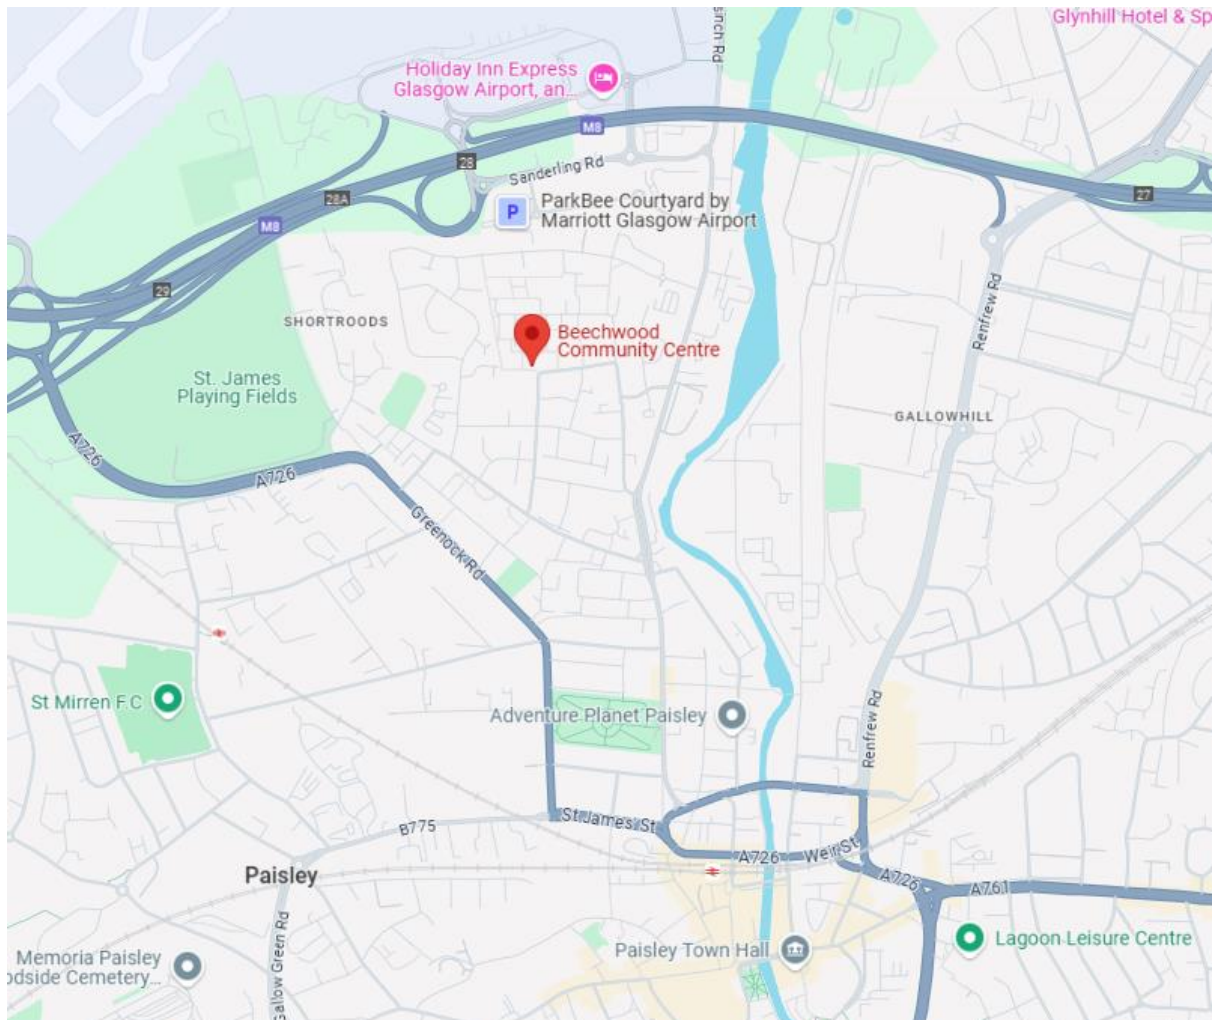 Glynhill Hotel & Sp
sinch Rd
Holiday Inn Express
Glasgow Airport, an...
M8
28
Sanderling Rd
28A
27
ParkBee Courtyard by
Marriott Glasgow Airport
P
M8
29
Renfrew Rd
SHORTROODS
Beechwood
Community Centre
St. James
Playing Fields
GALLOWHILL
A726
A726
Greenock Rd
St Mirren F C
Adventure Planet Paisley
Renfrew Rd
St James St
B775
Weir St
A726
Paisley
A726
A761
Gallow Green Rd
Paisley Town Hall
Lagoon Leisure Centre
Memoria Paisley
odside Cemetery...